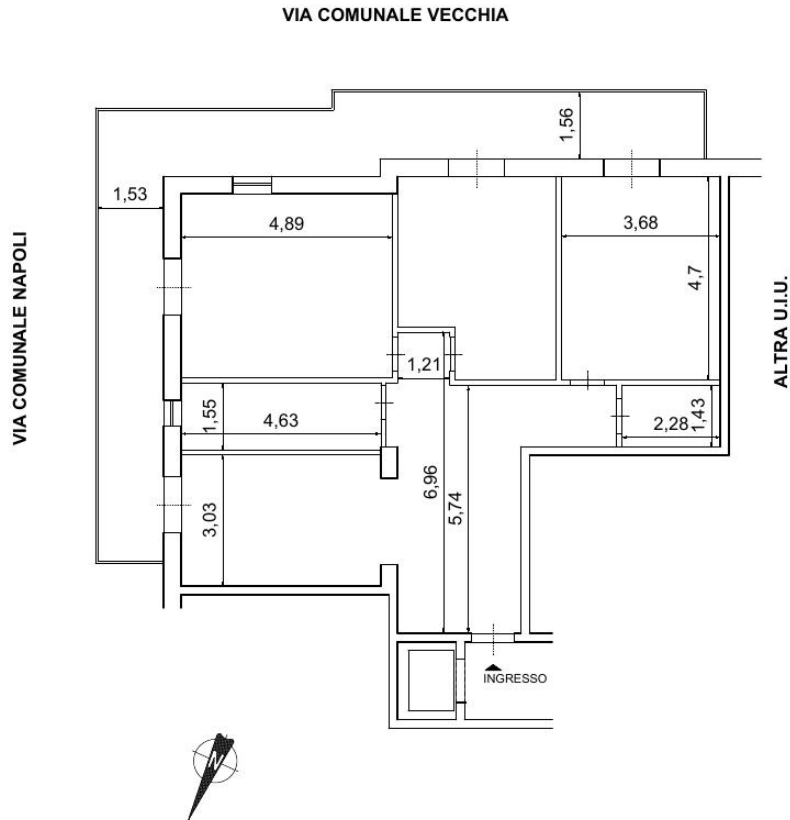 VIA COMUNALE VECCHIA
1,56
1,53
4,89
3,68
4,7
VIA COMUNALE NAPOLI
ALTRA U.I.U.
1,21
1,55
4,63
2,28
1,43
6,96
5,74
3,03
INGRESSO
N